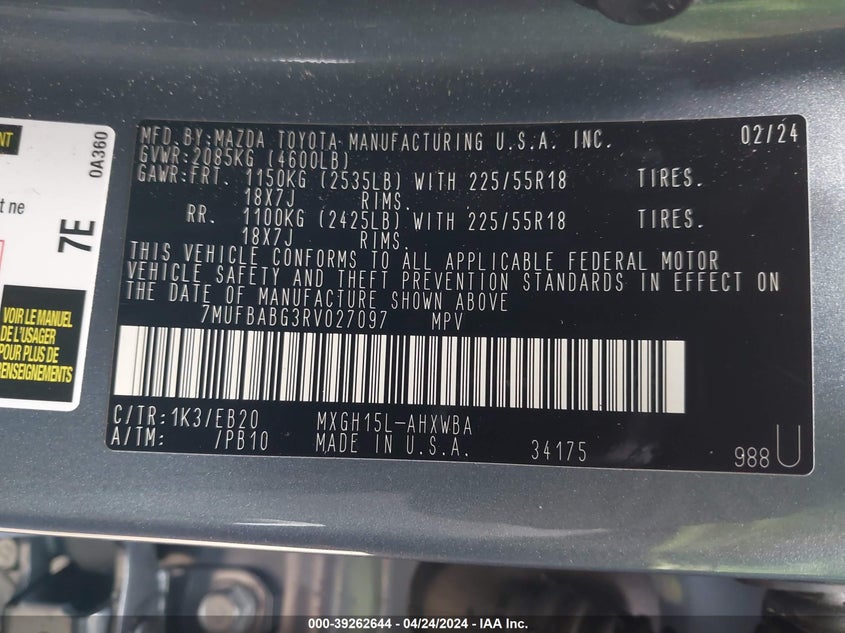 NT
0A360
t ne
7E
VOIR LE MANUEL
DE L'USAGER
POUR PLUS DE
RENSEIGNEMENTS
MFD. BY: MAZDA TOYOTA MANUFACTURING U.S.A. INC. 02/24
GVWR: 2085KG (4600LB)
GAWR: FRT. 1150KG (2535LB) WITH 225/55R18 TIRES.
18X7J RIMS.
RR. 1100KG (2425LB) WITH 225/55R18 TIRES.
18X7J RIMS.
THIS VEHICLE CONFORMS TO ALL APPLICABLE FEDERAL MOTOR
VEHICLE SAFETY AND THEFT PREVENTION STANDARDS IN EFFECT ON
THE DATE OF MANUFACTURE SHOWN ABOVE
7MUFBABG3RV027097 MPV
C/TR: 1K3/EB20 MXGH15L-AHXWBA
A/TM: /PB10 MADE IN U.S.A. 34175 988U
000-39262644 - 04/24/2024 - IAA Inc.